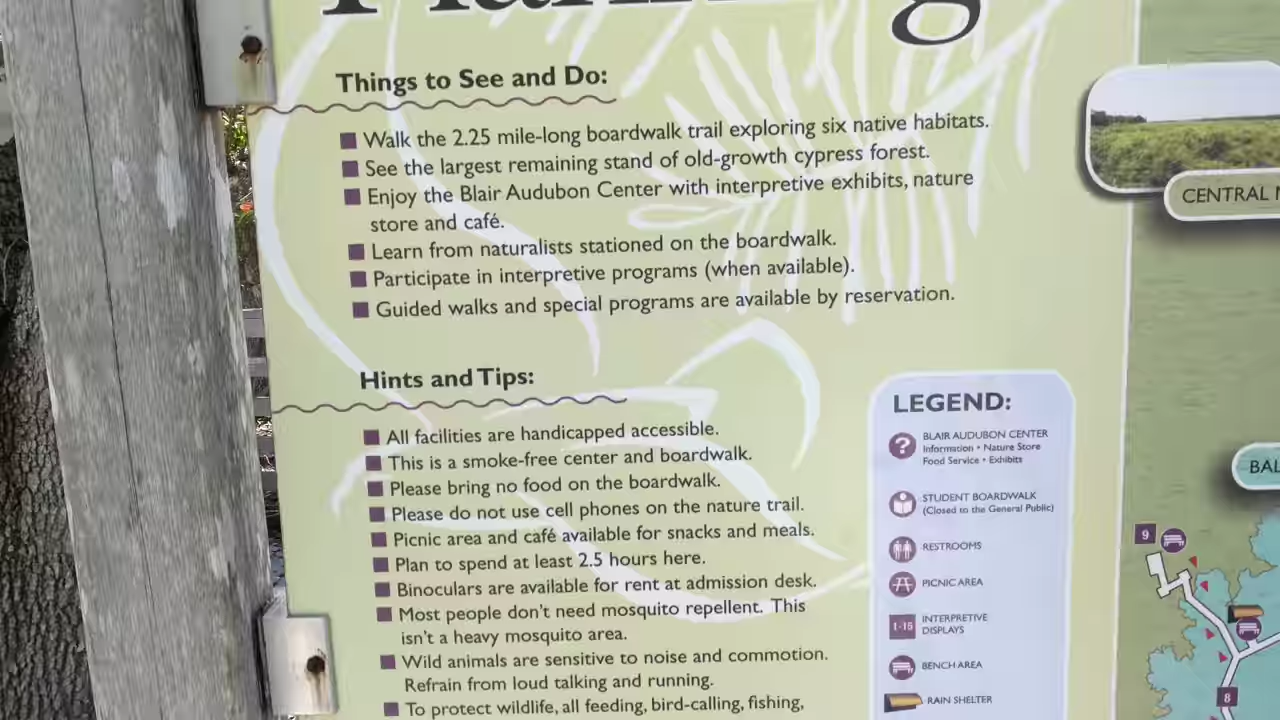 Things to See and Do:
Walk the 2.25 mile-long boardwalk trail exploring six native habitats.
See the largest remaining stand of old-growth cypress forest.
Enjoy the Blair Audubon Center with interpretive exhibits, nature
store and café.
Learn from naturalists stationed on the boardwalk.
Participate in interpretive programs (when available).
Guided walks and special programs are available by reservation.
Hints and Tips:
All facilities are handicapped accessible.
This is a smoke-free center and boardwalk.
Please bring no food on the boardwalk.
Please do not use cell phones on the nature trail.
Picnic area and café available for snacks and meals.
Plan to spend at least 2.5 hours here.
Binoculars are available for rent at admission desk.
Most people don't need mosquito repellent. This
isn't a heavy mosquito area.
Wild animals are sensitive to noise and commotion.
Refrain from loud talking and running.
To protect wildlife, all feeding, bird-calling, fishing,
LEGEND:
?
BLAIR AUDUBON CENTER
Information • Nature Store
Food Service • Exhibits
STUDENT BOARDWALK
(Closed to the General Public)
RESTROOMS
PICNIC AREA
1-15
INTERPRETIVE
DISPLAYS
BENCH AREA
RAIN SHELTER
CENTRAL
9
8